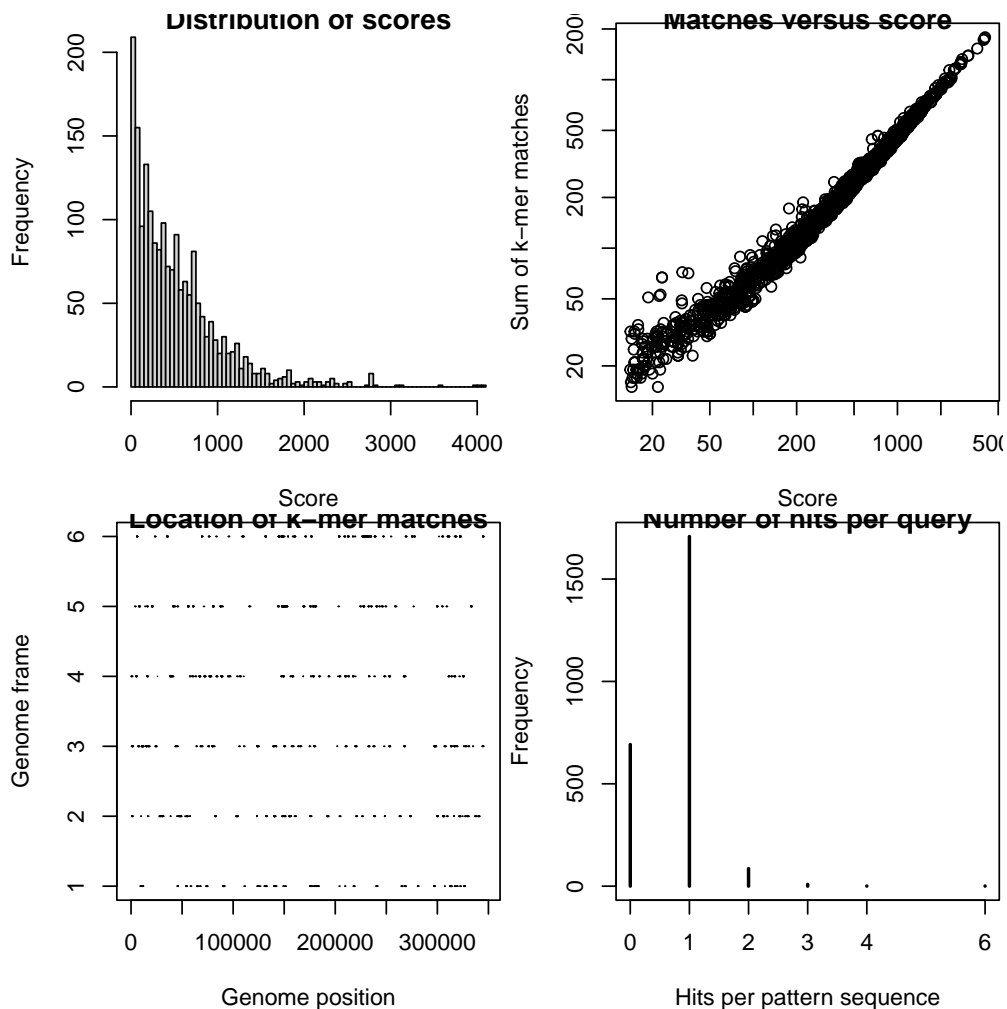 Distribution of scores
Frequency
200
150
100
50
0
0 1000 2000 3000 4000
Score
Matches versus score
Sum of k−mer matches
200
500
200
50
20
20 50 200 1000 500
Score
Location of k−mer matches
Genome frame
6
5
4
3
2
1
0 100000 200000 300000
Genome position
Number of hits per query
Frequency
1500
1000
500
0
0 1 2 3 4 6
Hits per pattern sequence